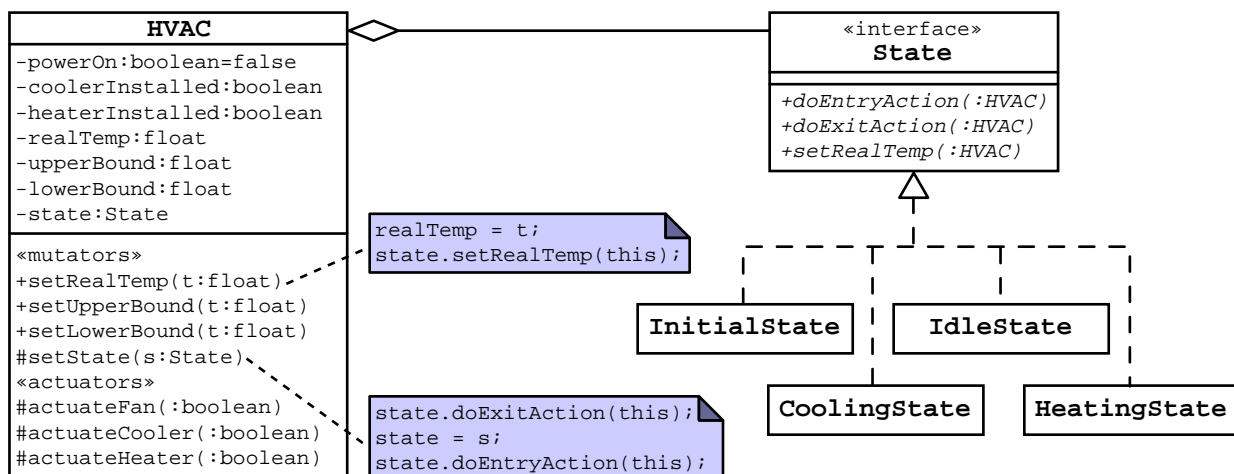 HVAC
-powerOn:boolean=false
-coolerInstalled:boolean
-heaterInstalled:boolean
-realTemp:float
-upperBound:float
-lowerBound:float
-state:State
«mutators»
+setRealTemp(t:float)
+setUpperBound(t:float)
+setLowerBound(t:float)
#setState(s:State)
«actuators»
#actuateFan(:boolean)
#actuateCooler(:boolean)
#actuateHeater(:boolean)
realTemp = t;
state.setRealTemp(this);
state.doExitAction(this);
state = s;
state.doEntryAction(this);
«interface»
State
+doEntryAction(:HVAC)
+doExitAction(:HVAC)
+setRealTemp(:HVAC)
InitialState
IdleState
CoolingState
HeatingState